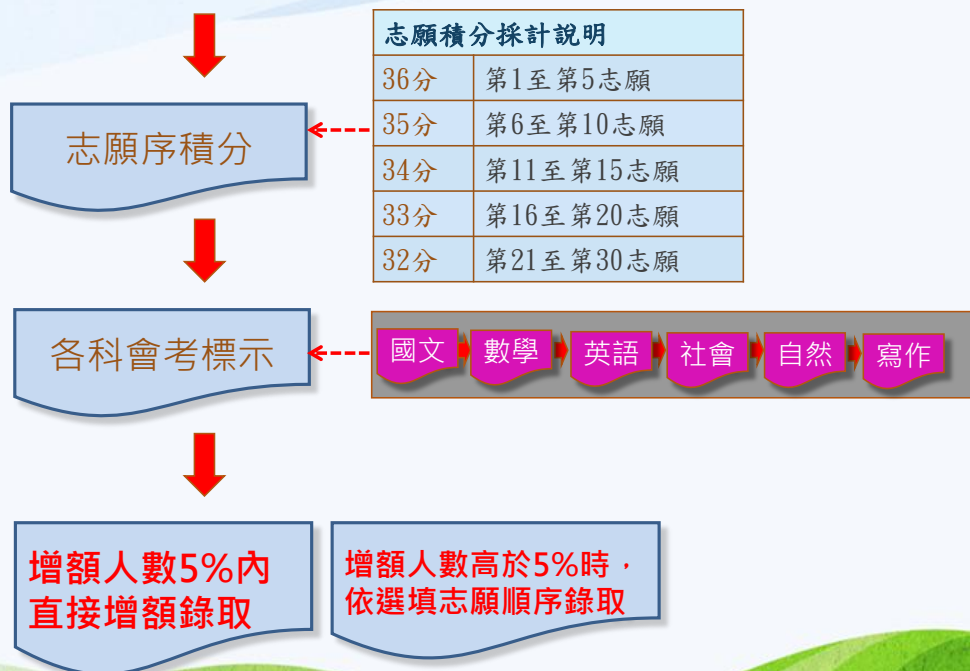 志願積分採計說明
36分 第1至第5志願
35分 第6至第10志願
34分 第11至第15志願
33分 第16至第20志願
32分 第21至第30志願
志願序積分
各科會考標示
國文 數學 英語 社會 自然 寫作
增額人數5%內
直接增額錄取
增額人數高於5%時，
依選填志願順序錄取